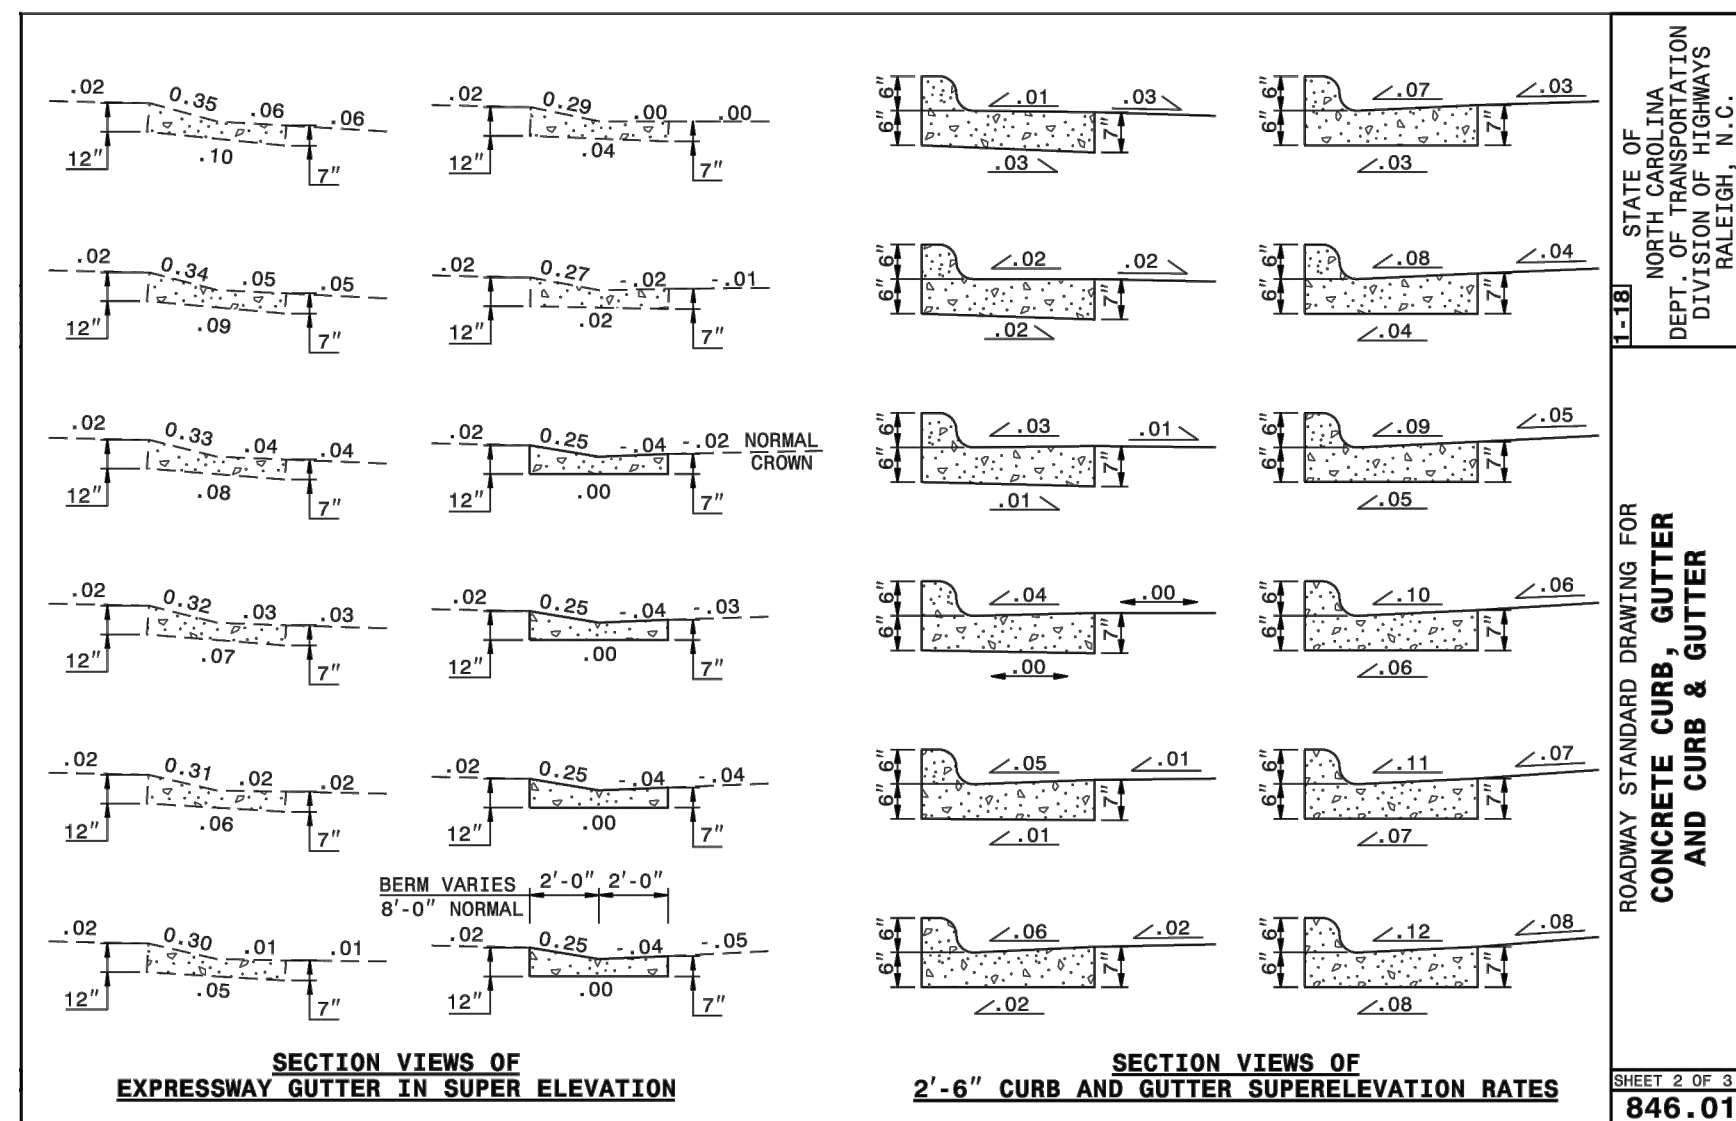 .02 0.35 .06 .06
12" .10 7"
.02 0.34 .05 .05
12" .09 7"
.02 0.33 .04 .04
12" .08 7"
.02 0.32 .03 .03
12" .07 7"
.02 0.31 .02 .02
12" .06 7"
.02 0.30 .01 .01
12" .05 7"
.02 0.29 .00 .00
12" .04 7"
.02 0.27 -.02 -.01
12" .02 7"
.02 0.25 -.04 -.02 NORMAL
CROWN
12" .00 7"
.02 0.25 -.04 -.03
12" .00 7"
.02 0.25 -.04 -.04
12" .00 7"
BERM VARIES 2'-0" 2'-0"
8'-0" NORMAL
.02 0.25 -.04 -.05
12" .00 7"
SECTION VIEWS OF
EXPRESSWAY GUTTER IN SUPER ELEVATION
6" .01 .03
6" 7"
.03
6" .02 .02
6" 7"
.02
6" .03 .01
6" 7"
.01
6" .04 .00
6" 7"
.00
6" .05 .01
6" 7"
.01
6" .06 .02
6" 7"
.02
6" .07 .03
6" 7"
.03
6" .08 .04
6" 7"
.04
6" .09 .05
6" 7"
.05
6" .10 .06
6" 7"
.06
6" .11 .07
6" 7"
.07
6" .12 .08
6" 7"
.08
SECTION VIEWS OF
2'-6" CURB AND GUTTER SUPERELEVATION RATES
1-18
STATE OF
NORTH CAROLINA
DEPT. OF TRANSPORTATION
DIVISION OF HIGHWAYS
RALEIGH, N.C.
ROADWAY STANDARD DRAWING FOR
CONCRETE CURB, GUTTER
AND CURB & GUTTER
SHEET 2 OF 3
846.01